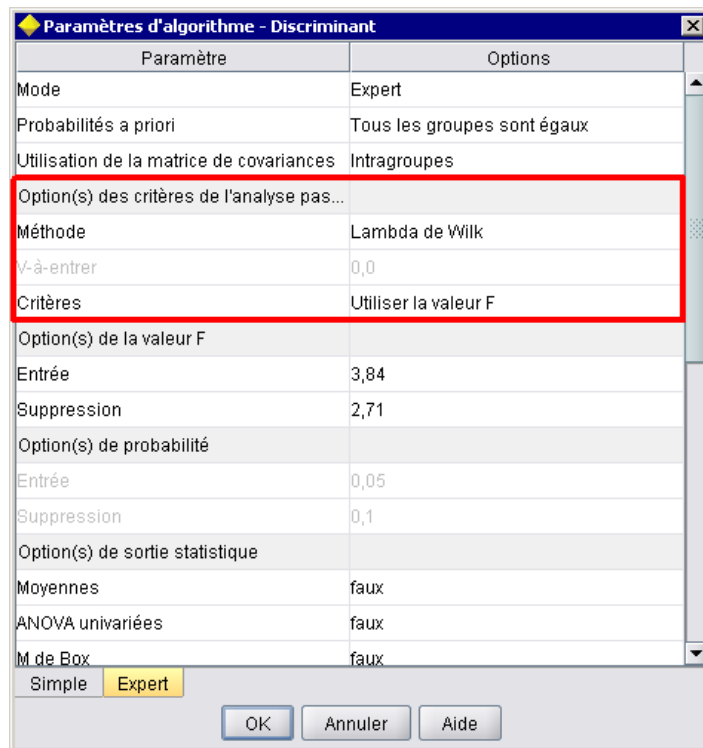 Paramètres d'algorithme - Discriminant
Paramètre Options
Mode Expert
Probabilités a priori Tous les groupes sont égaux
Utilisation de la matrice de covariances Intragroupes
Option(s) des critères de l'analyse pas...
Méthode Lambda de Wilk
V-à-entrer 0,0
Critères Utiliser la valeur F
Option(s) de la valeur F
Entrée 3,84
Suppression 2,71
Option(s) de probabilité
Entrée 0,05
Suppression 0,1
Option(s) de sortie statistique
Moyennes faux
ANOVA univariées faux
M de Box faux
Simple Expert
OK Annuler Aide